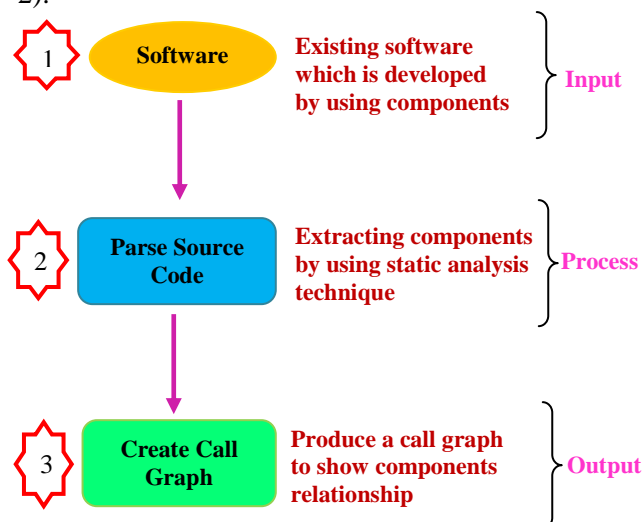 2).
1
Software
Existing software
which is developed
by using components
Input
2
Parse Source
Code
Extracting components
by using static analysis
technique
Process
3
Create Call
Graph
Produce a call graph
to show components
relationship
Output